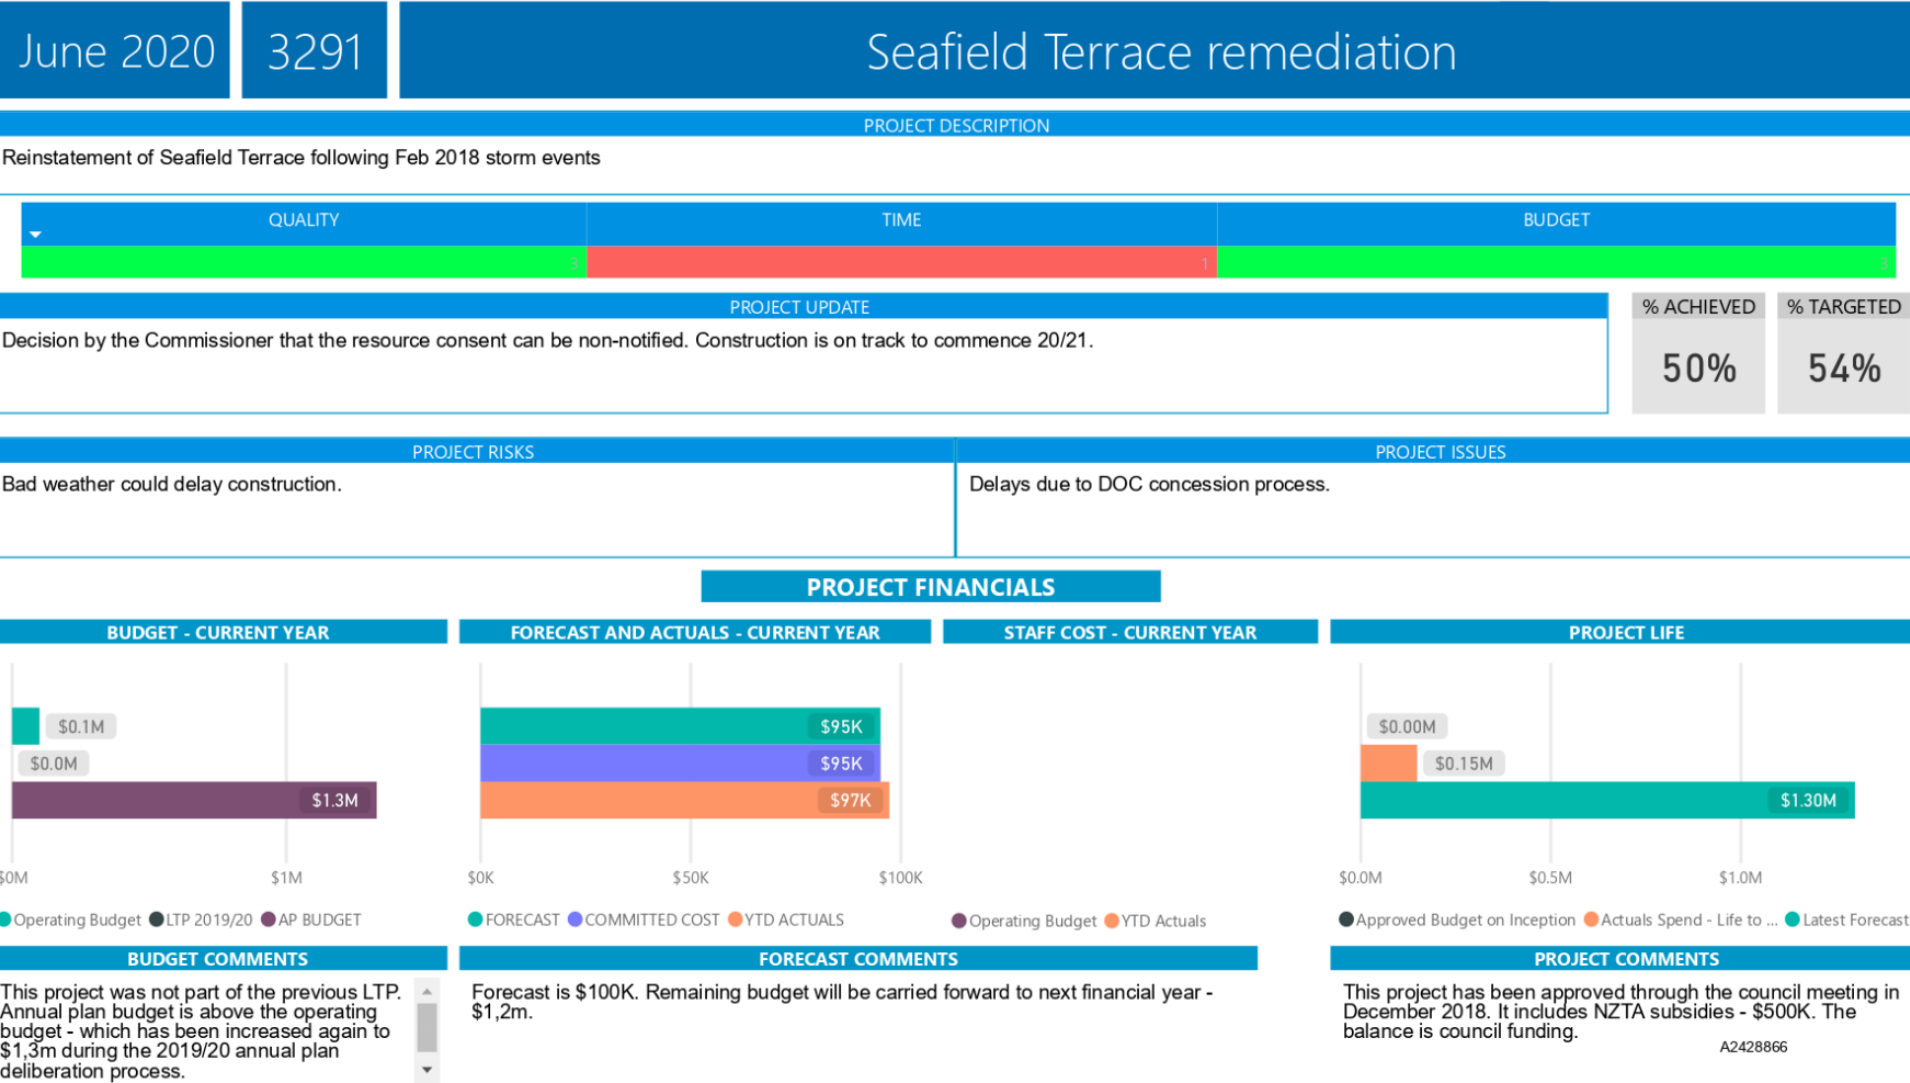 June 2020 3291 Seafield Terrace remediation
PROJECT DESCRIPTION
Reinstatement of Seafield Terrace following Feb 2018 storm events
QUALITY TIME BUDGET
3 1 3
PROJECT UPDATE % ACHIEVED % TARGETED
Decision by the Commissioner that the resource consent can be non-notified. Construction is on track to commence 20/21.
50% 54%
PROJECT RISKS PROJECT ISSUES
Bad weather could delay construction. Delays due to DOC concession process.
PROJECT FINANCIALS
BUDGET - CURRENT YEAR
$0.1M
$0.0M
$1.3M
$0M $1M
Operating Budget LTP 2019/20 AP BUDGET
FORECAST AND ACTUALS - CURRENT YEAR
$95K
$95K
$97K
$0K $50K $100K
FORECAST COMMITTED COST YTD ACTUALS
STAFF COST - CURRENT YEAR
Operating Budget YTD Actuals
PROJECT LIFE
$0.00M
$0.15M
$1.30M
$0.0M $0.5M $1.0M
Approved Budget on Inception Actuals Spend - Life to ... Latest Forecast
BUDGET COMMENTS
This project was not part of the previous LTP.
Annual plan budget is above the operating
budget - which has been increased again to
$1,3m during the 2019/20 annual plan
deliberation process.
FORECAST COMMENTS
Forecast is $100K. Remaining budget will be carried forward to next financial year -
$1,2m.
PROJECT COMMENTS
This project has been approved through the council meeting in
December 2018. It includes NZTA subsidies - $500K. The
balance is council funding.
A2428866